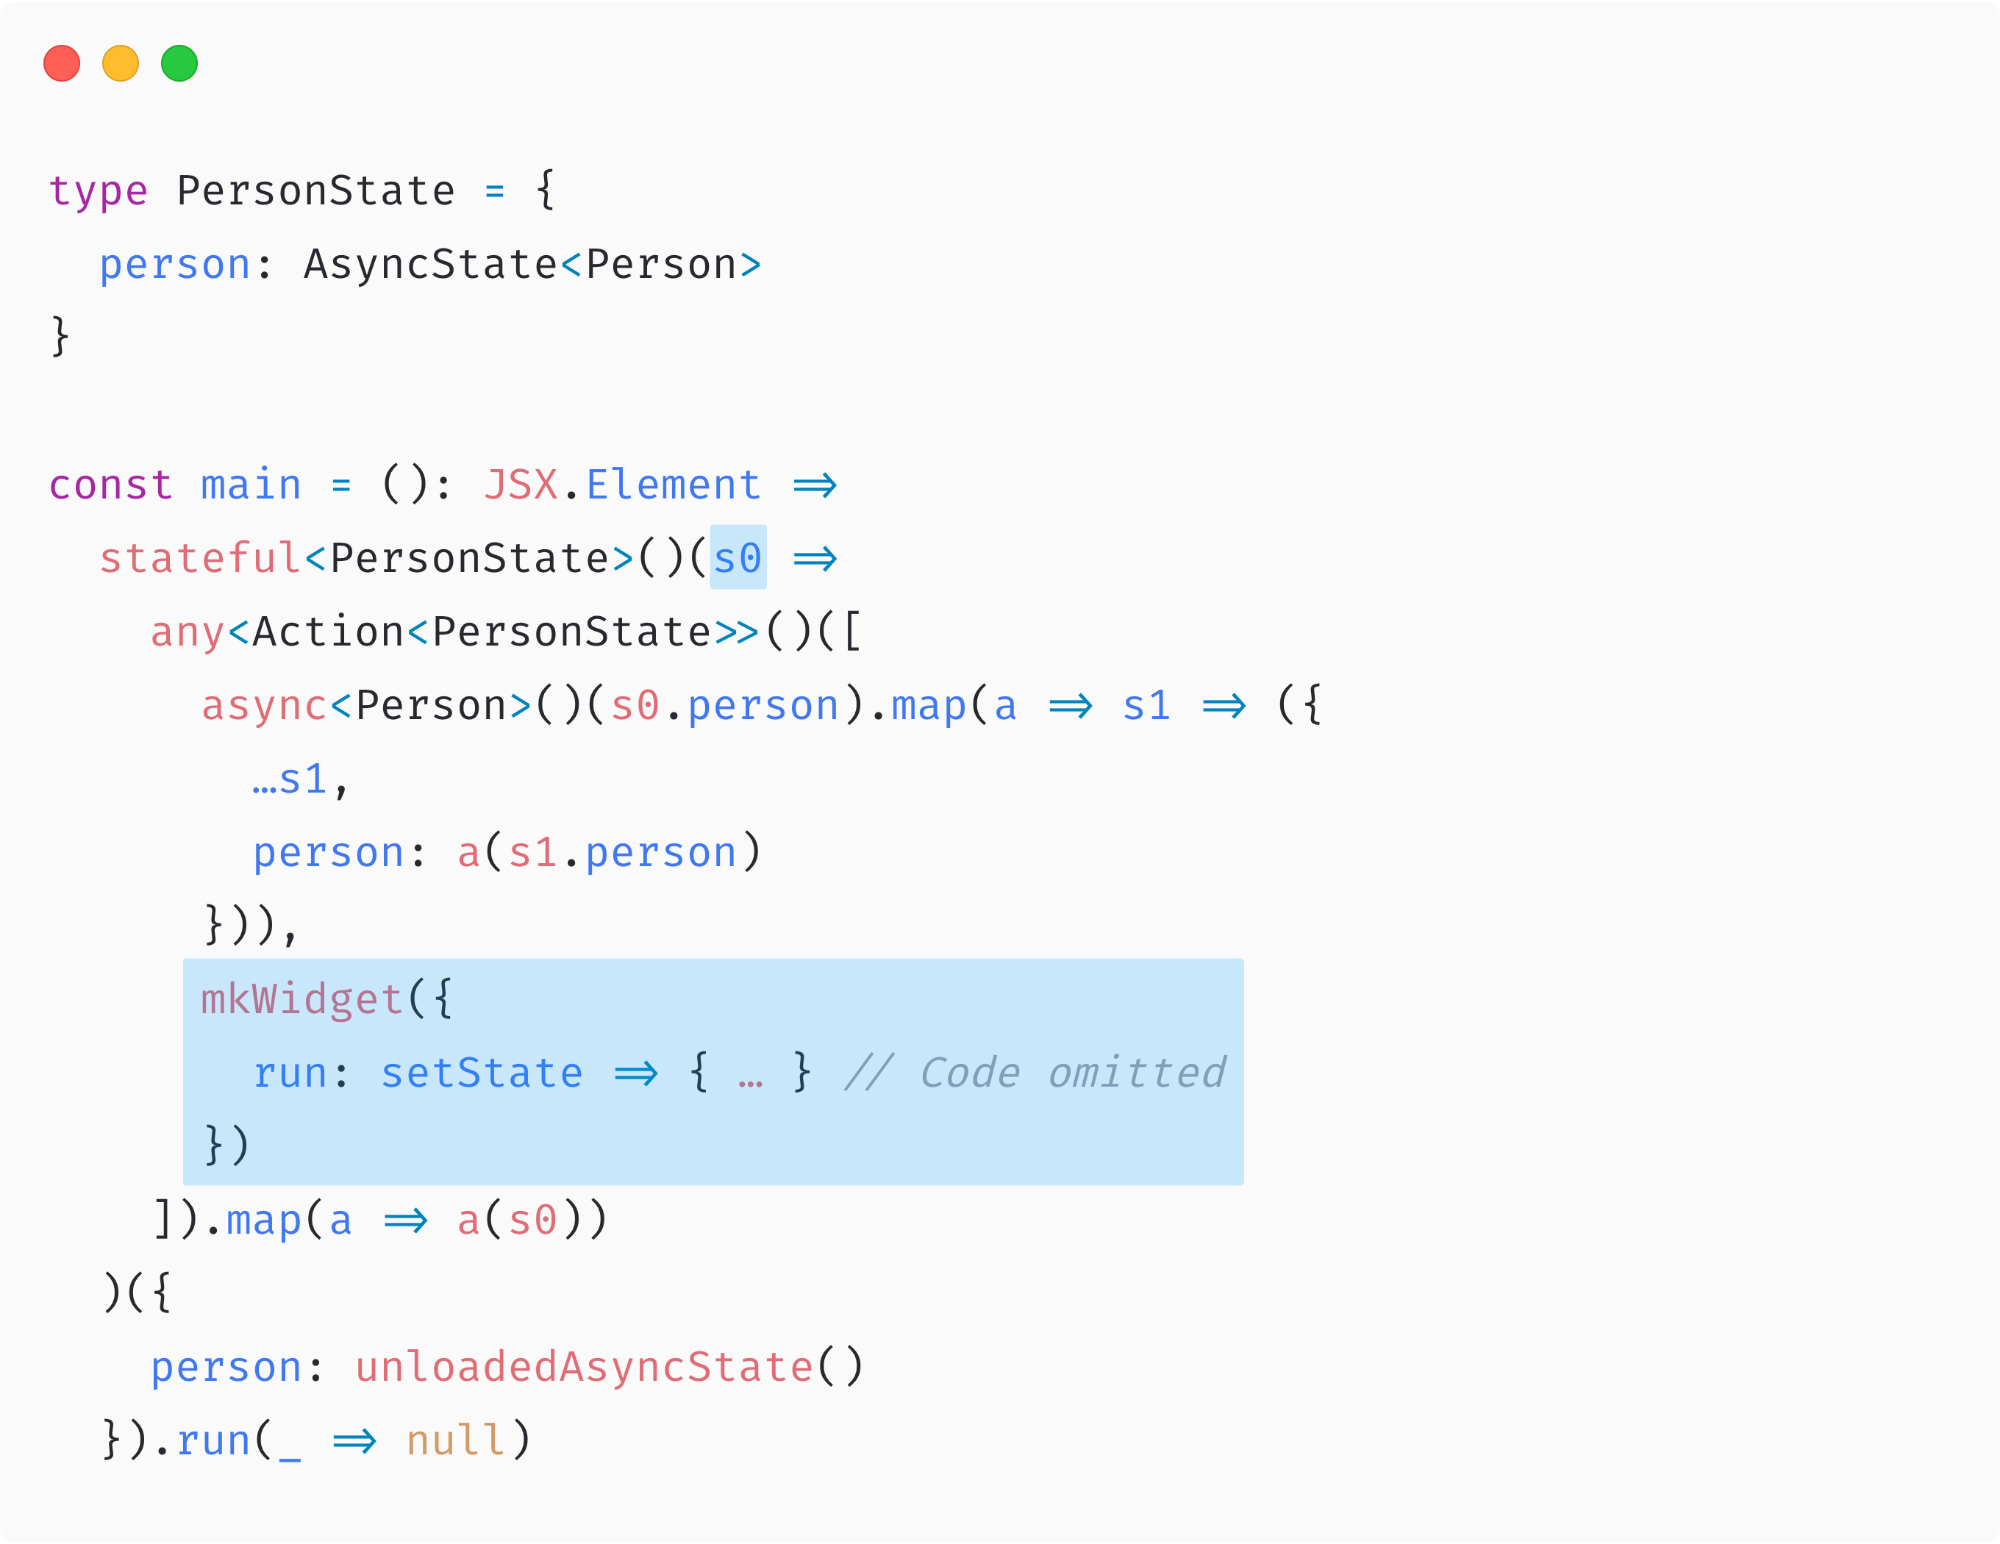 type PersonState = {
  person: AsyncState<Person>
}

const main = (): JSX.Element =>
  stateful<PersonState>()(s0 =>
    any<Action<PersonState>>()([
      async<Person>()(s0.person).map(a => s1 => ({
        …s1,
        person: a(s1.person)
      })),
      mkWidget({
        run: setState => { … } // Code omitted
      })
    ]).map(a => a(s0))
  )({
    person: unloadedAsyncState()
  }).run(_ => null)